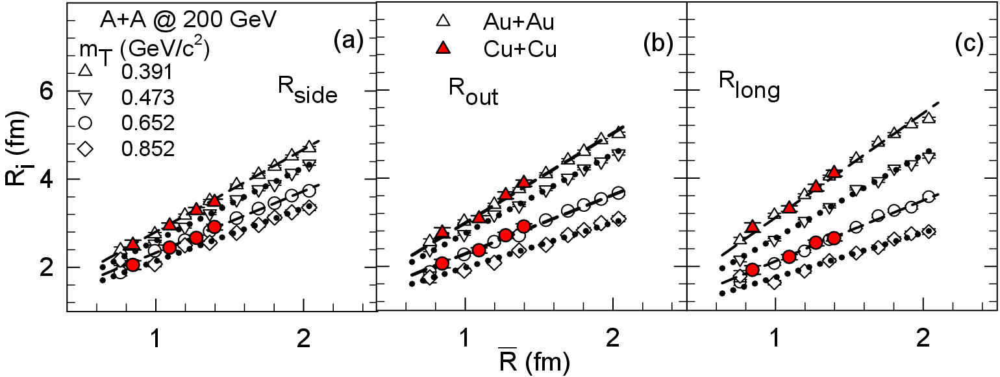 A+A @ 200 GeV
(a)
m_T (GeV/c^2)
0.391
0.473
0.652
0.852
R_side
Au+Au
Cu+Cu
(b)
R_out
(c)
R_long
R_i (fm)
6
4
2
1
2
1
2
1
2
R̅ (fm)